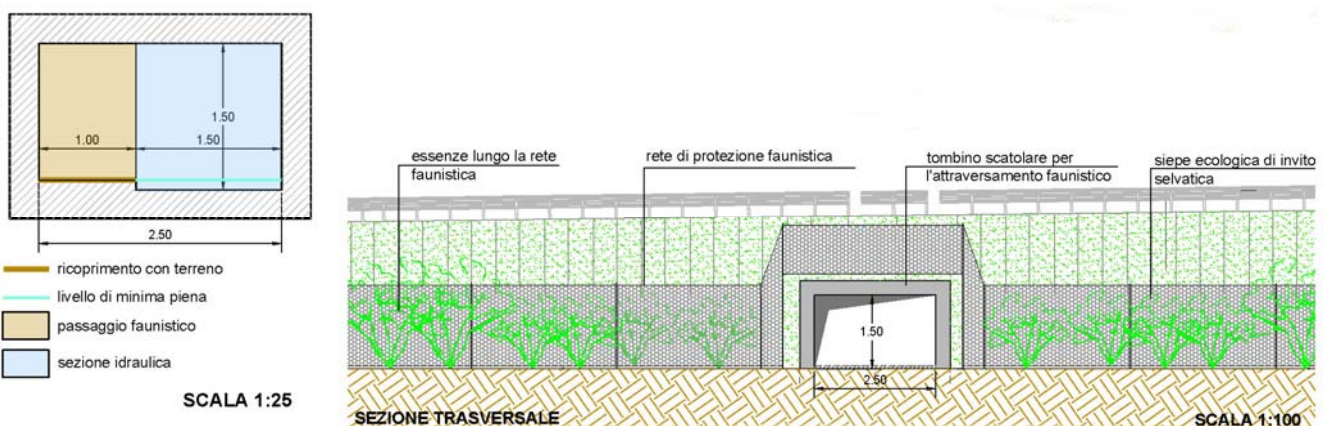 1.50
1.00
1.50
2.50
ricoprimento con terreno
livello di minima piena
passaggio faunistico
sezione idraulica
SCALA 1:25
essenze lungo la rete
faunistica
rete di protezione faunistica
tombino scatolare per
l'attraversamento faunistico
siepe ecologica di invito
selvatica
1.50
2.50
SEZIONE TRASVERSALE
SCALA 1:100